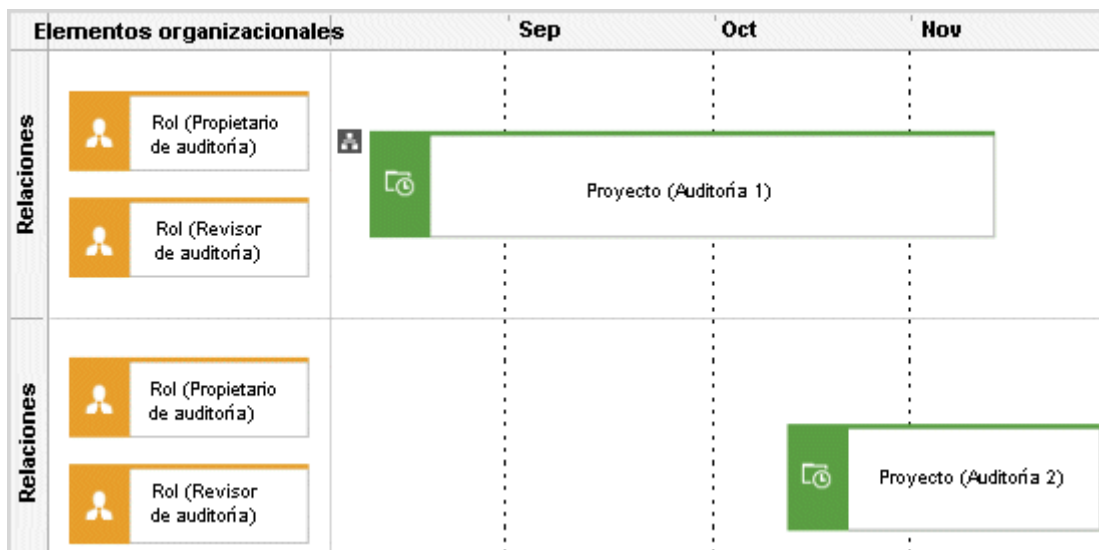 Elementos organizacionales
Sep
Oct
Nov
Relaciones
Rol (Propietario
de auditoría)
Rol (Revisor
de auditoría)
Proyecto (Auditoría 1)
Relaciones
Rol (Propietario
de auditoría)
Rol (Revisor
de auditoría)
Proyecto (Auditoría 2)